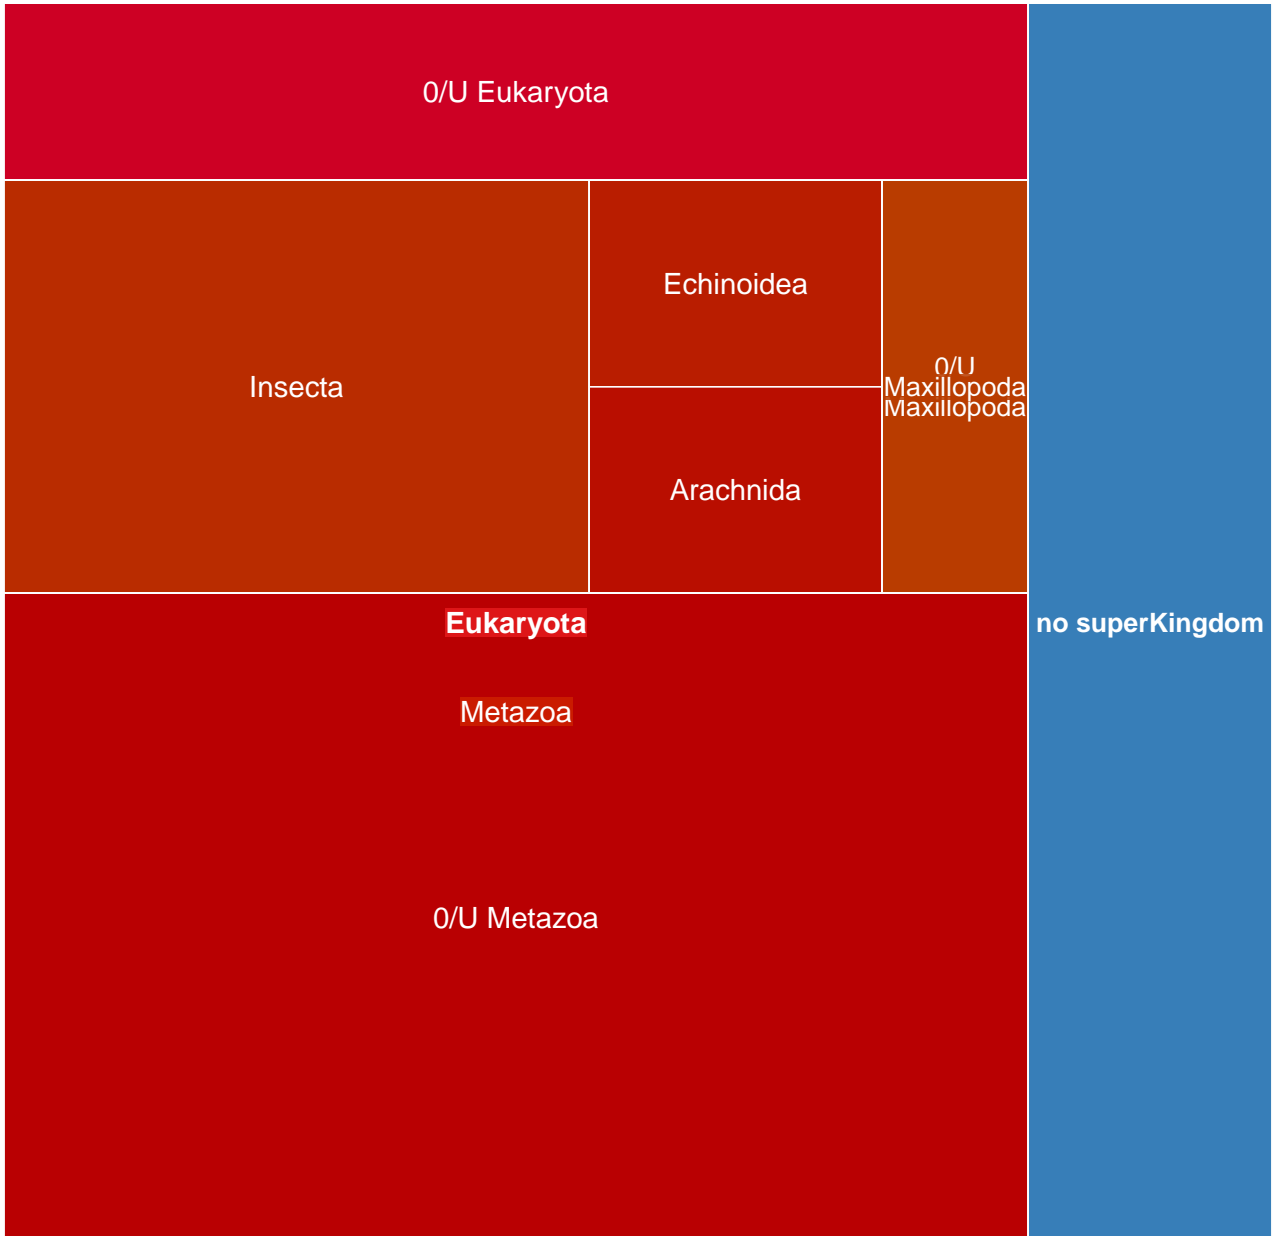 0/U Eukaryota
Insecta
Echinoidea
Arachnida
0/U
Maxillopoda
Maxillopoda
Eukaryota
no superKingdom
Metazoa
0/U Metazoa